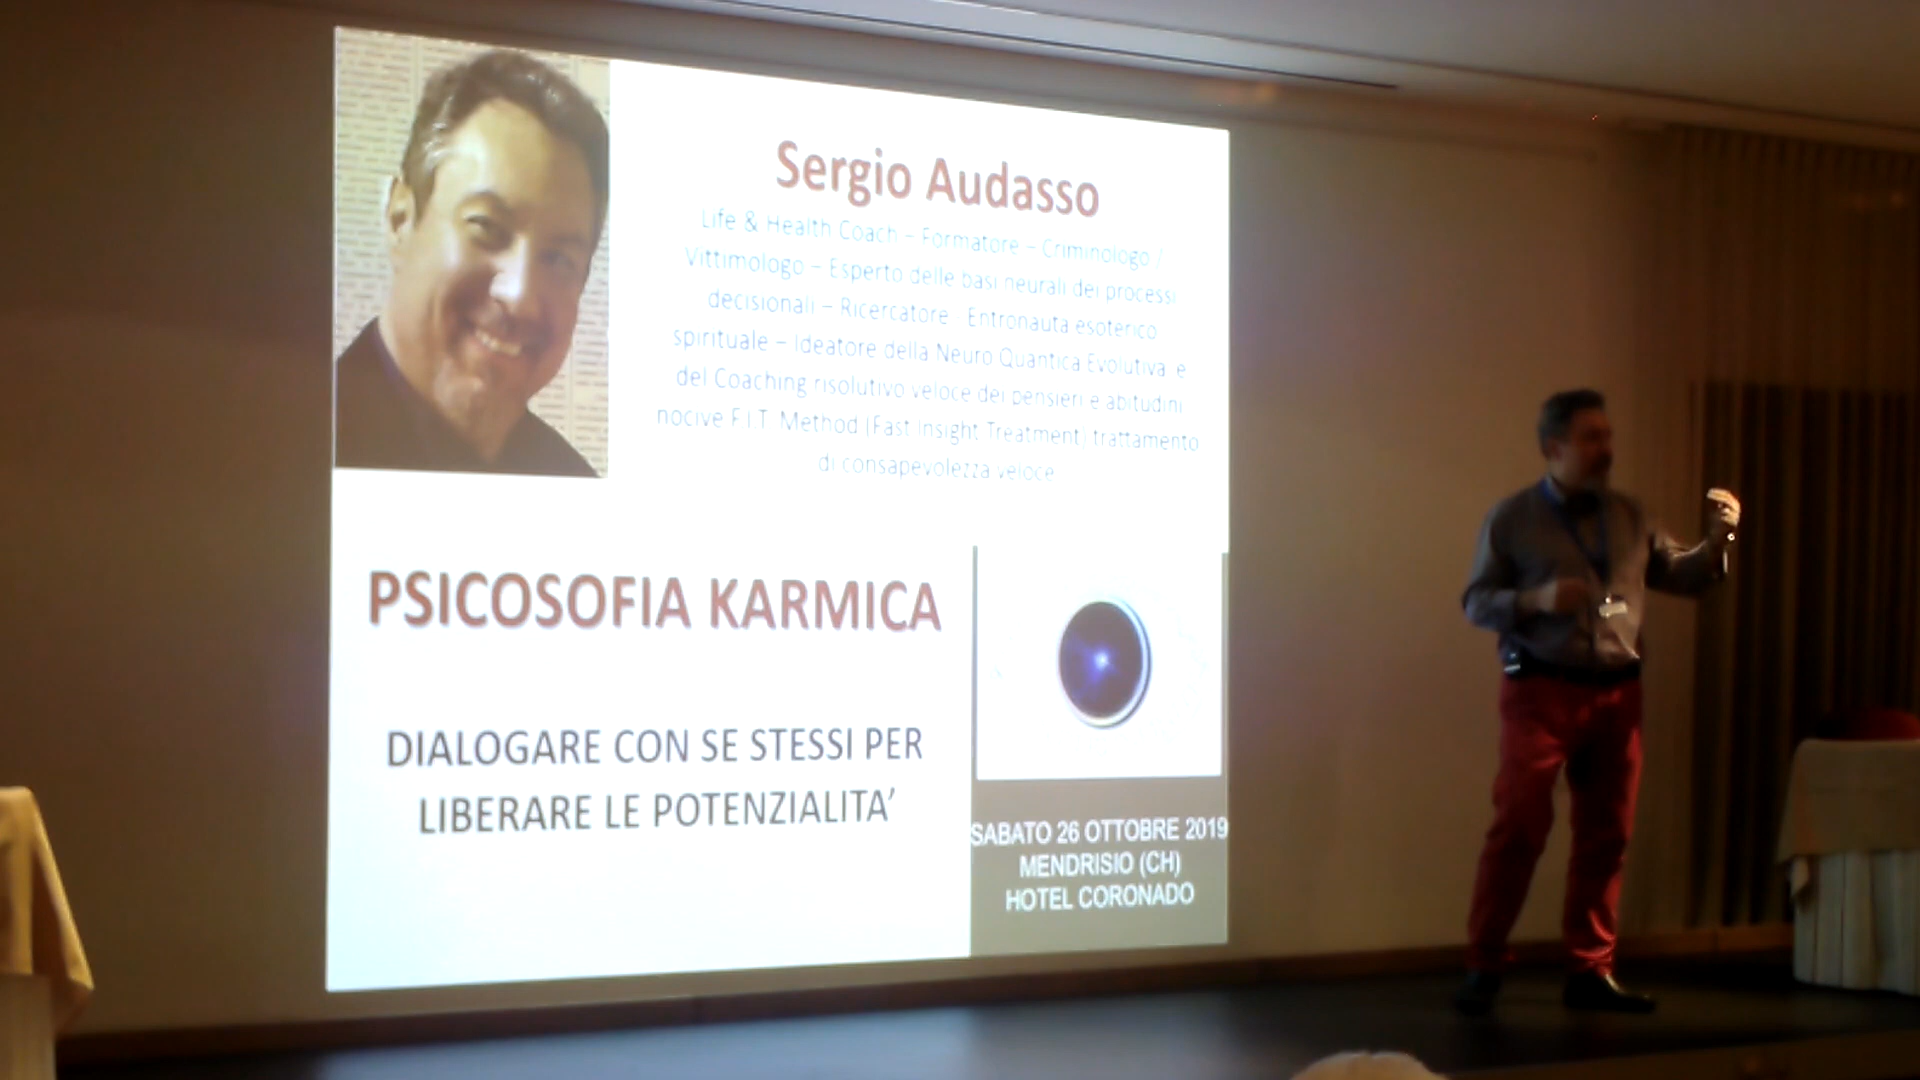 Sergio Audasso
Life & Health Coach – Formatore – Criminologo /
Vittimologo – Esperto delle basi neurali dei processi
decisionali – Ricercatore Entronauta esoterico
spirituale – Ideatore della Neuro Quantica Evolutiva e
del Coaching risolutivo veloce dei pensieri e abitudini
nocive F.I.T. Method (Fast Insight Treatment) trattamento
di consapevolezza veloce
PSICOSOFIA KARMICA
DIALOGARE CON SE STESSI PER
LIBERARE LE POTENZIALITA’
SABATO 26 OTTOBRE 2019
MENDRISIO (CH)
HOTEL CORONADO